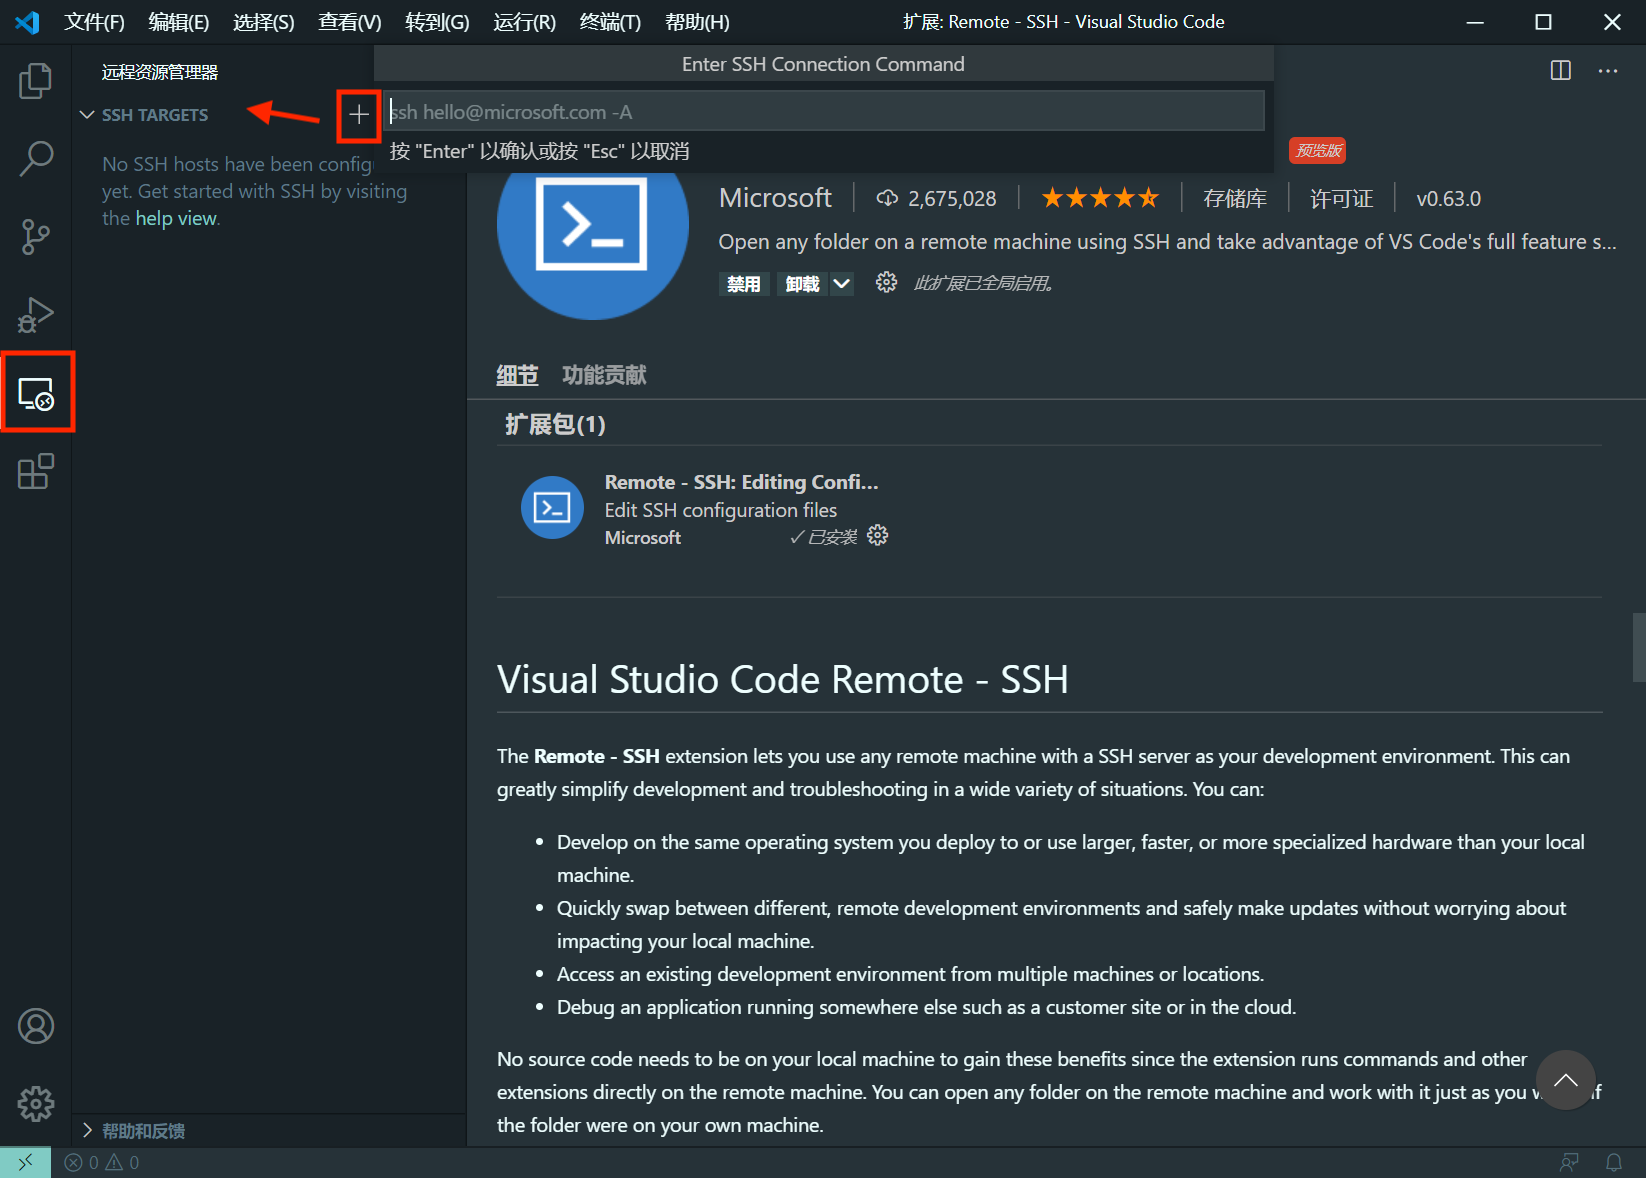 文件(F) 编辑(E) 选择(S) 查看(V) 转到(G) 运行(R) 终端(T) 帮助(H) 扩展: Remote - SSH - Visual Studio Code
远程资源管理器
SSH TARGETS
No SSH hosts have been config
yet. Get started with SSH by visiting
the help view.
帮助和反馈
Enter SSH Connection Command
ssh hello@microsoft.com -A
按 "Enter" 以确认或按 "Esc" 以取消
预览版
Microsoft 2,675,028 存储库 许可证 v0.63.0
Open any folder on a remote machine using SSH and take advantage of VS Code's full feature s...
禁用 卸载 此扩展已全局启用。
细节 功能贡献
扩展包(1)
Remote - SSH: Editing Confi...
Edit SSH configuration files
Microsoft ✓ 已安装
Visual Studio Code Remote - SSH
The Remote - SSH extension lets you use any remote machine with a SSH server as your development environment. This can
greatly simplify development and troubleshooting in a wide variety of situations. You can:
• Develop on the same operating system you deploy to or use larger, faster, or more specialized hardware than your local
machine.
• Quickly swap between different, remote development environments and safely make updates without worrying about
impacting your local machine.
• Access an existing development environment from multiple machines or locations.
• Debug an application running somewhere else such as a customer site or in the cloud.
No source code needs to be on your local machine to gain these benefits since the extension runs commands and other
extensions directly on the remote machine. You can open any folder on the remote machine and work with it just as you
the folder were on your own machine.
0 0